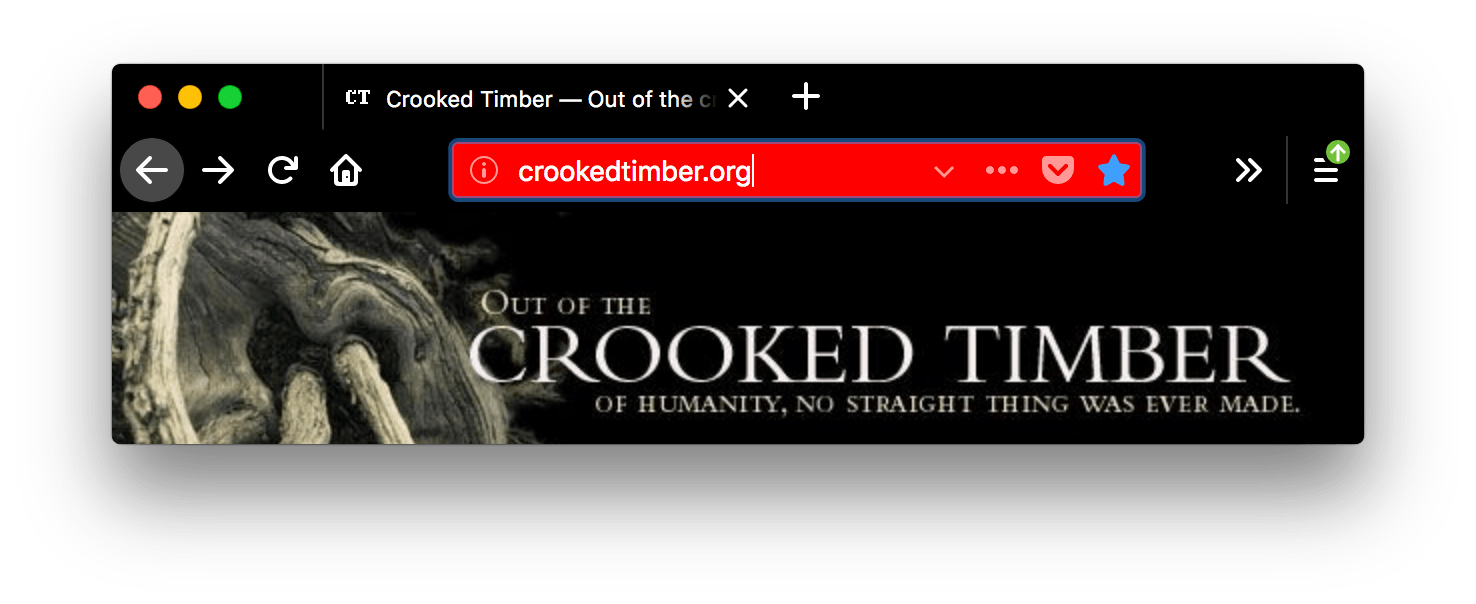 CT Crooked Timber — Out of the c
crookedtimber.org
OUT OF THE
CROOKED TIMBER
OF HUMANITY, NO STRAIGHT THING WAS EVER MADE.